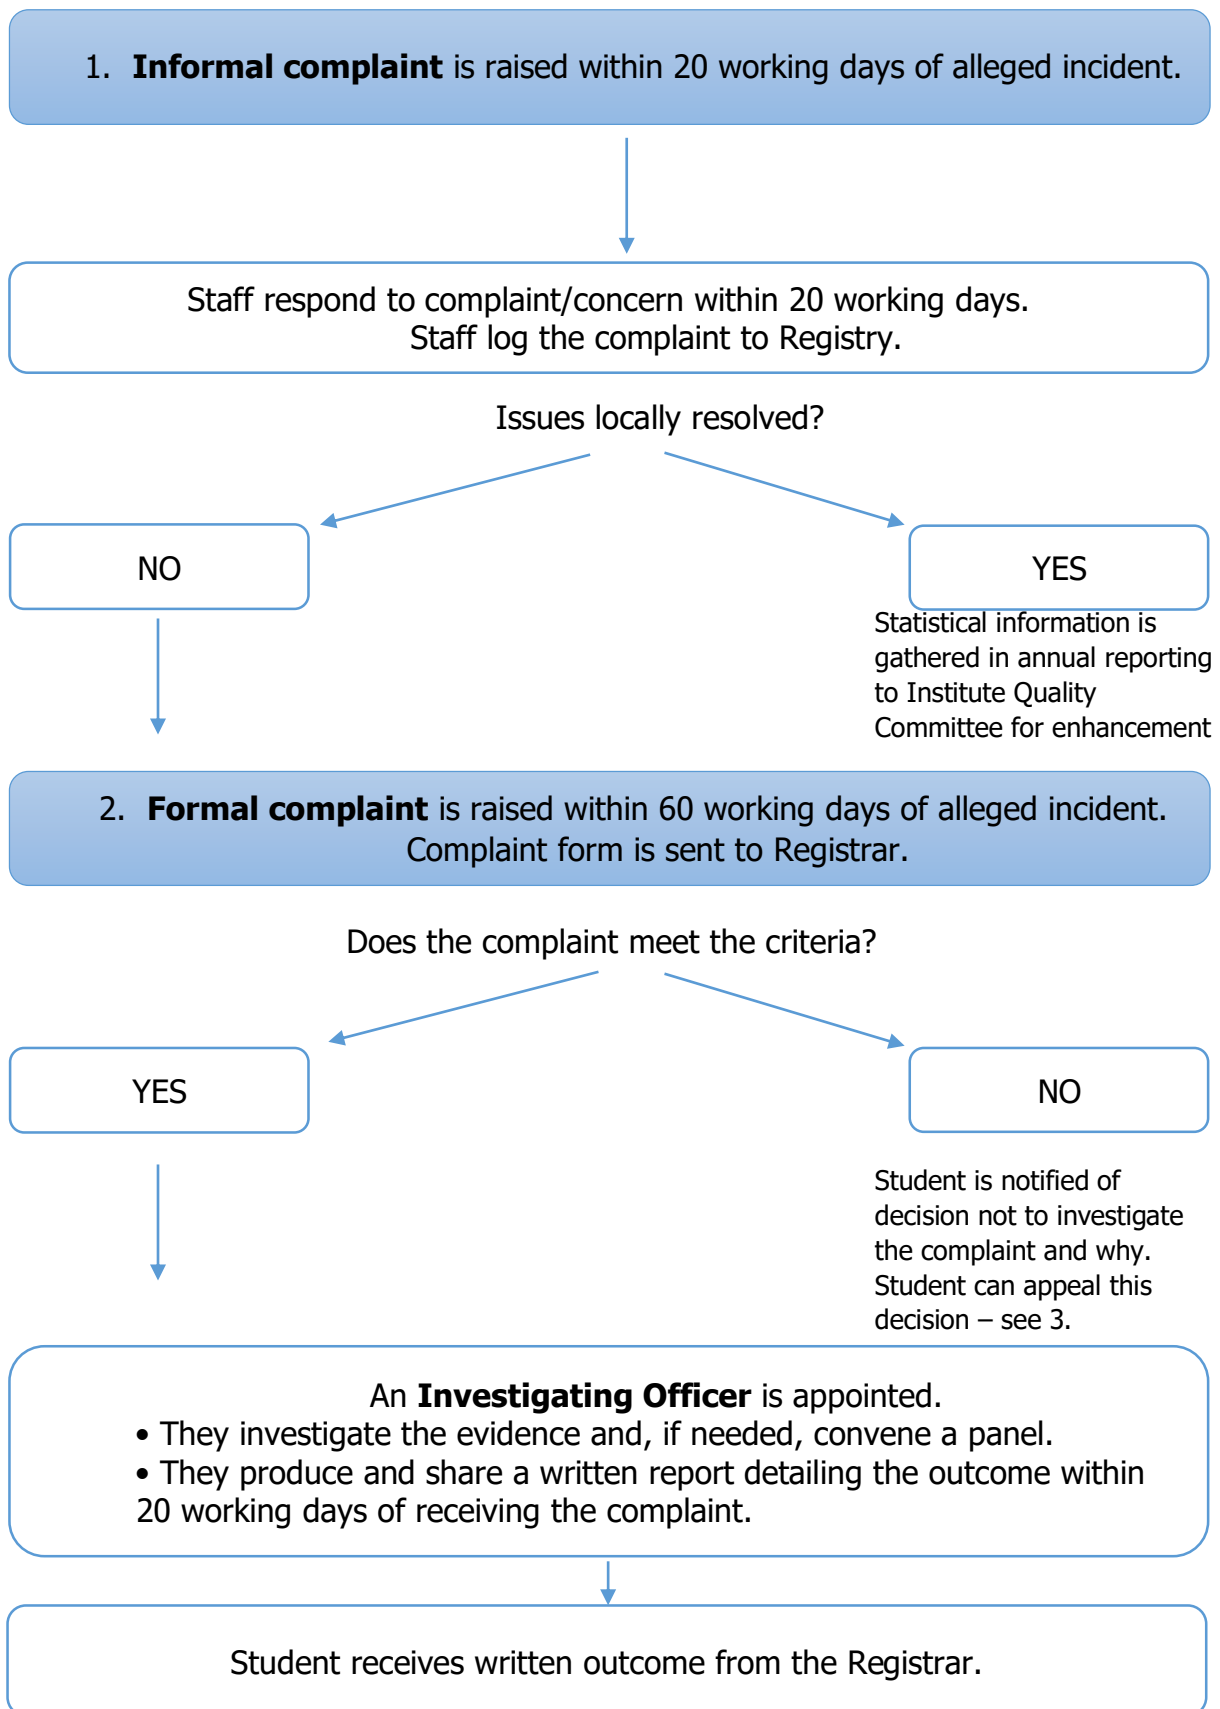 1. Informal complaint is raised within 20 working days of alleged incident.
Staff respond to complaint/concern within 20 working days.
Staff log the complaint to Registry.
Issues locally resolved?
NO
YES
Statistical information is
gathered in annual reporting
to Institute Quality
Committee for enhancement
2. Formal complaint is raised within 60 working days of alleged incident.
Complaint form is sent to Registrar.
Does the complaint meet the criteria?
YES
NO
Student is notified of
decision not to investigate
the complaint and why.
Student can appeal this
decision – see 3.
An Investigating Officer is appointed.
• They investigate the evidence and, if needed, convene a panel.
• They produce and share a written report detailing the outcome within
20 working days of receiving the complaint.
Student receives written outcome from the Registrar.